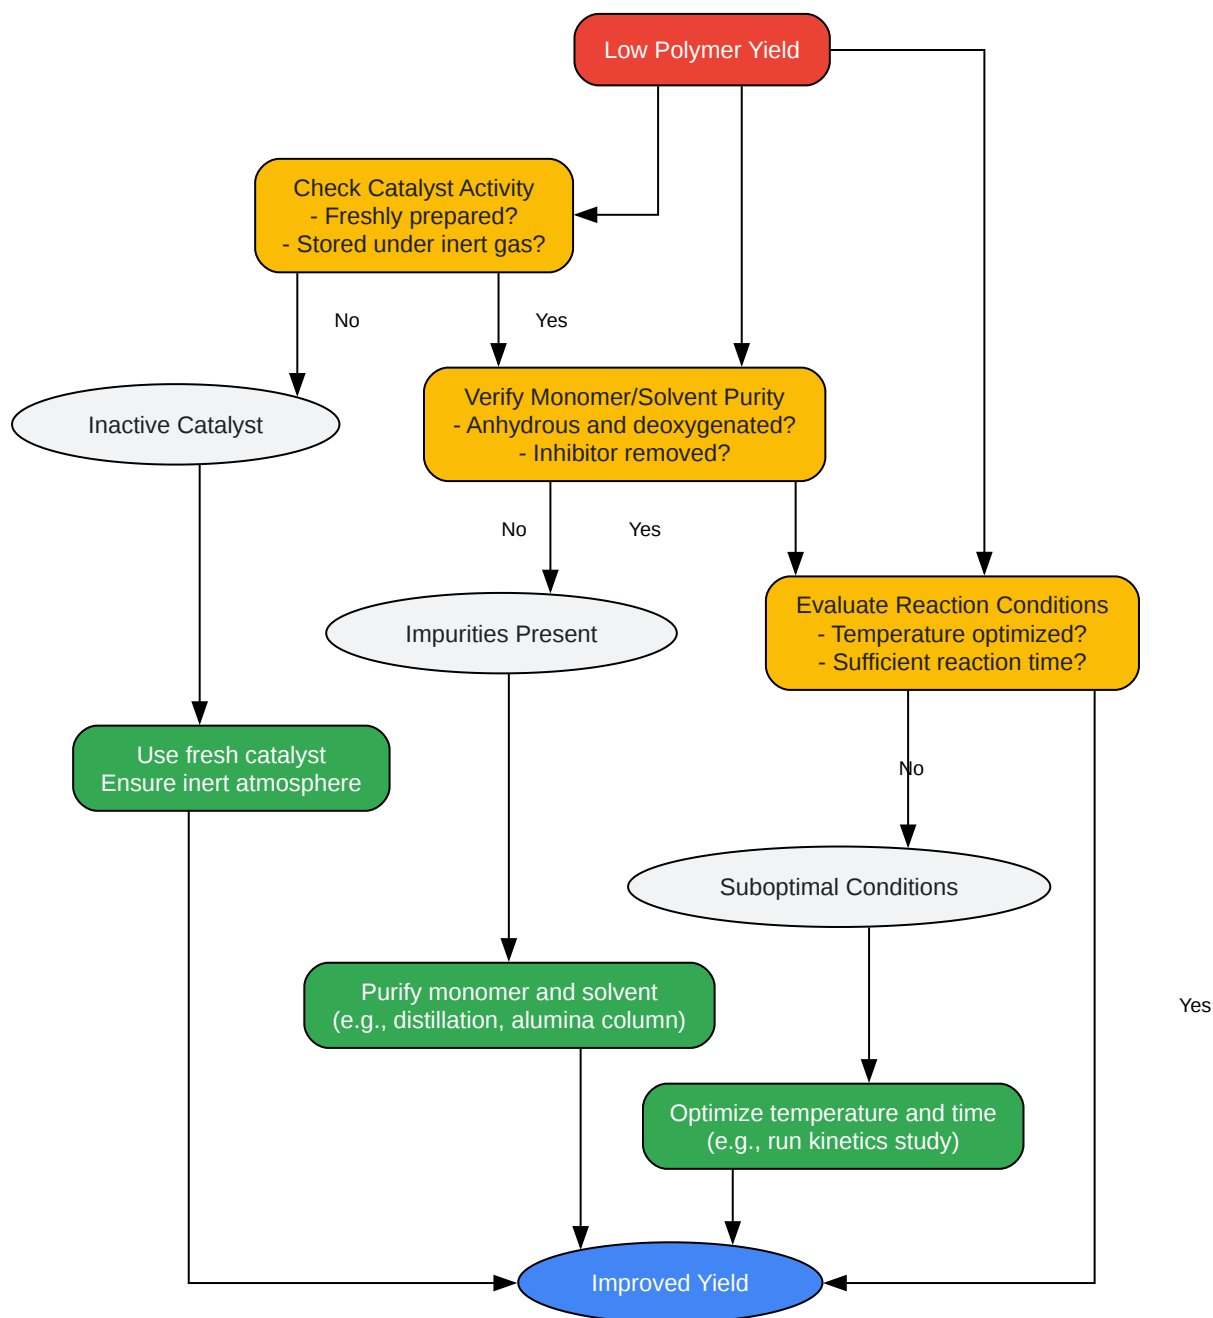 Low Polymer Yield
Check Catalyst Activity
- Freshly prepared?
- Stored under inert gas?
No
Yes
Verify Monomer/Solvent Purity
- Anhydrous and deoxygenated?
- Inhibitor removed?
Inactive Catalyst
No
Yes
Evaluate Reaction Conditions
- Temperature optimized?
- Sufficient reaction time?
Impurities Present
Use fresh catalyst
Ensure inert atmosphere
No
Suboptimal Conditions
Purify monomer and solvent
(e.g., distillation, alumina column)
Yes
Optimize temperature and time
(e.g., run kinetics study)
Improved Yield